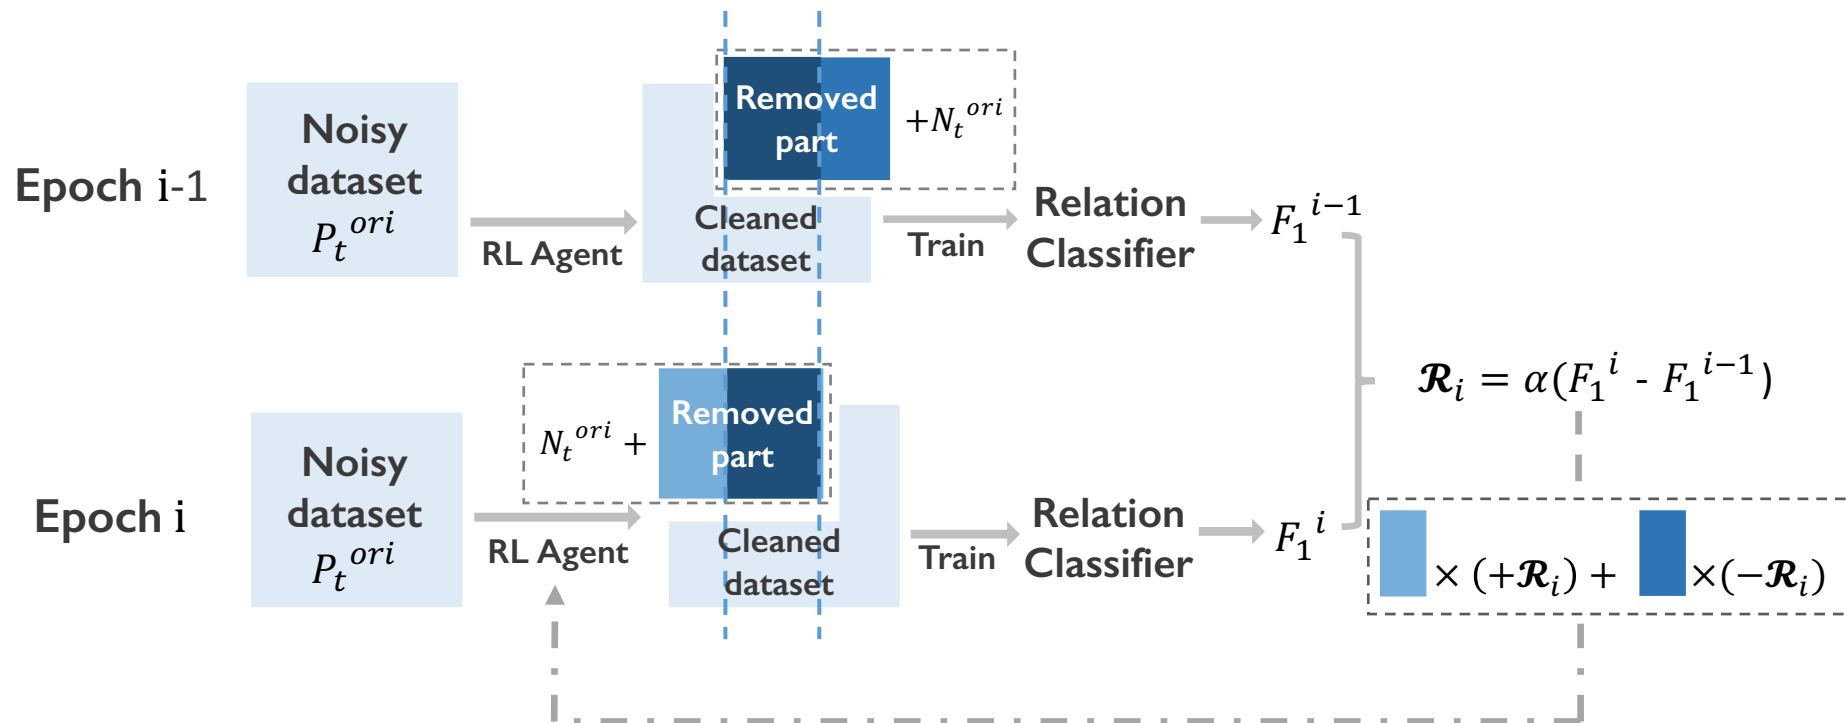 Removed
part
+N_t^{ori}
Noisy
dataset
P_t^{ori}
Epoch i-1
RL Agent
Cleaned
dataset
Train
Relation
Classifier
F_1^{i-1}
ℛ_i = α(F_1^i - F_1^{i-1})
N_t^{ori} +
Removed
part
Noisy
dataset
P_t^{ori}
Epoch i
RL Agent
Cleaned
dataset
Train
Relation
Classifier
F_1^i
× (+ℛ_i) + ×(−ℛ_i)